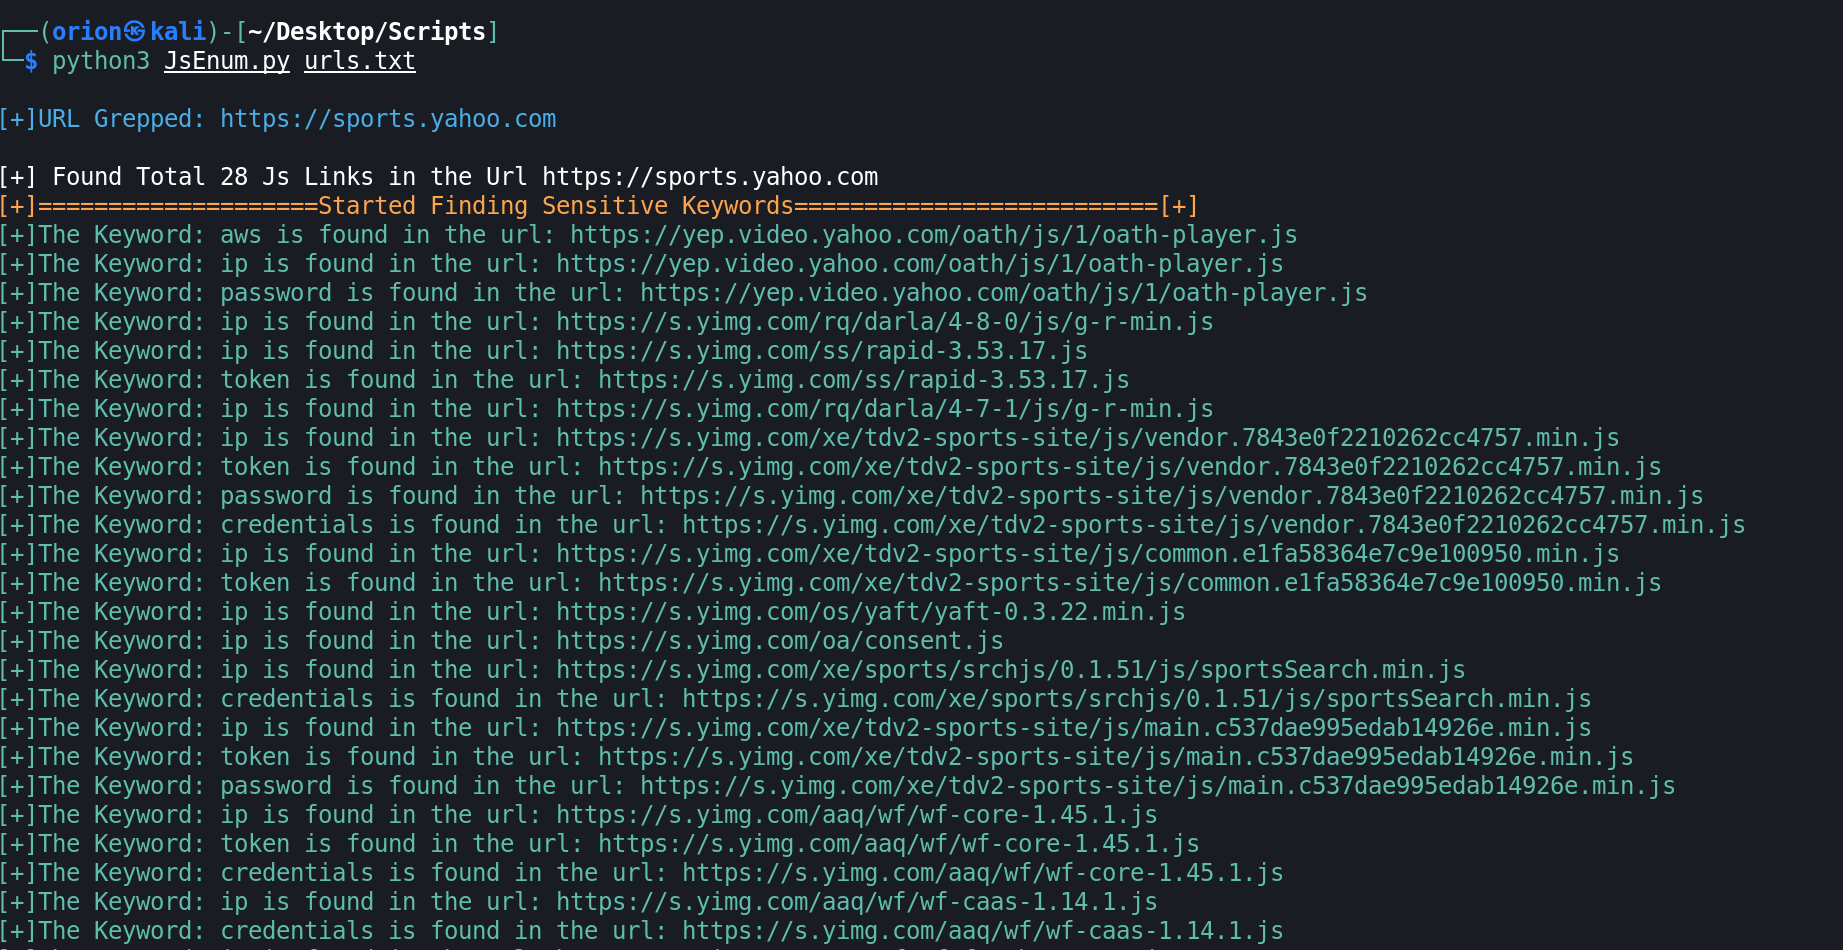 ┌──(orion㉿kali)-[~/Desktop/Scripts]
└─$ python3 JsEnum.py urls.txt
[+]URL Grepped: https://sports.yahoo.com
[+] Found Total 28 Js Links in the Url https://sports.yahoo.com
[+]====================Started Finding Sensitive Keywords==========================[+]
[+]The Keyword: aws is found in the url: https://yep.video.yahoo.com/oath/js/1/oath-player.js
[+]The Keyword: ip is found in the url: https://yep.video.yahoo.com/oath/js/1/oath-player.js
[+]The Keyword: password is found in the url: https://yep.video.yahoo.com/oath/js/1/oath-player.js
[+]The Keyword: ip is found in the url: https://s.yimg.com/rq/darla/4-8-0/js/g-r-min.js
[+]The Keyword: ip is found in the url: https://s.yimg.com/ss/rapid-3.53.17.js
[+]The Keyword: token is found in the url: https://s.yimg.com/ss/rapid-3.53.17.js
[+]The Keyword: ip is found in the url: https://s.yimg.com/rq/darla/4-7-1/js/g-r-min.js
[+]The Keyword: ip is found in the url: https://s.yimg.com/xe/tdv2-sports-site/js/vendor.7843e0f2210262cc4757.min.js
[+]The Keyword: token is found in the url: https://s.yimg.com/xe/tdv2-sports-site/js/vendor.7843e0f2210262cc4757.min.js
[+]The Keyword: password is found in the url: https://s.yimg.com/xe/tdv2-sports-site/js/vendor.7843e0f2210262cc4757.min.js
[+]The Keyword: credentials is found in the url: https://s.yimg.com/xe/tdv2-sports-site/js/vendor.7843e0f2210262cc4757.min.js
[+]The Keyword: ip is found in the url: https://s.yimg.com/xe/tdv2-sports-site/js/common.e1fa58364e7c9e100950.min.js
[+]The Keyword: token is found in the url: https://s.yimg.com/xe/tdv2-sports-site/js/common.e1fa58364e7c9e100950.min.js
[+]The Keyword: ip is found in the url: https://s.yimg.com/os/yaft/yaft-0.3.22.min.js
[+]The Keyword: ip is found in the url: https://s.yimg.com/oa/consent.js
[+]The Keyword: ip is found in the url: https://s.yimg.com/xe/sports/srchjs/0.1.51/js/sportsSearch.min.js
[+]The Keyword: credentials is found in the url: https://s.yimg.com/xe/sports/srchjs/0.1.51/js/sportsSearch.min.js
[+]The Keyword: ip is found in the url: https://s.yimg.com/xe/tdv2-sports-site/js/main.c537dae995edab14926e.min.js
[+]The Keyword: token is found in the url: https://s.yimg.com/xe/tdv2-sports-site/js/main.c537dae995edab14926e.min.js
[+]The Keyword: password is found in the url: https://s.yimg.com/xe/tdv2-sports-site/js/main.c537dae995edab14926e.min.js
[+]The Keyword: ip is found in the url: https://s.yimg.com/aaq/wf/wf-core-1.45.1.js
[+]The Keyword: token is found in the url: https://s.yimg.com/aaq/wf/wf-core-1.45.1.js
[+]The Keyword: credentials is found in the url: https://s.yimg.com/aaq/wf/wf-core-1.45.1.js
[+]The Keyword: ip is found in the url: https://s.yimg.com/aaq/wf/wf-caas-1.14.1.js
[+]The Keyword: credentials is found in the url: https://s.yimg.com/aaq/wf/wf-caas-1.14.1.js